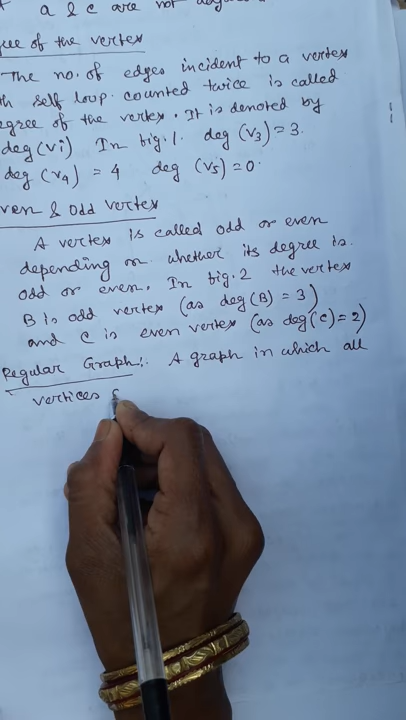 a & c are not
of the vertex
The no. of edges incident to a vertex
self loop counted twice is called
degree of the vertex. It is denoted by
deg(vi) In fig.1. deg (v3) = 3.
deg (v4) = 4 deg (v5) = 0.
even & odd vertex
A vertex is called odd or even
depending on whether its degree is
odd or even. In fig. 2 the vertex
B is odd vertex (as deg(B) = 3)
and C is even vertex (as deg(c) = 2)
Regular Graph:. A graph in which all
vertices